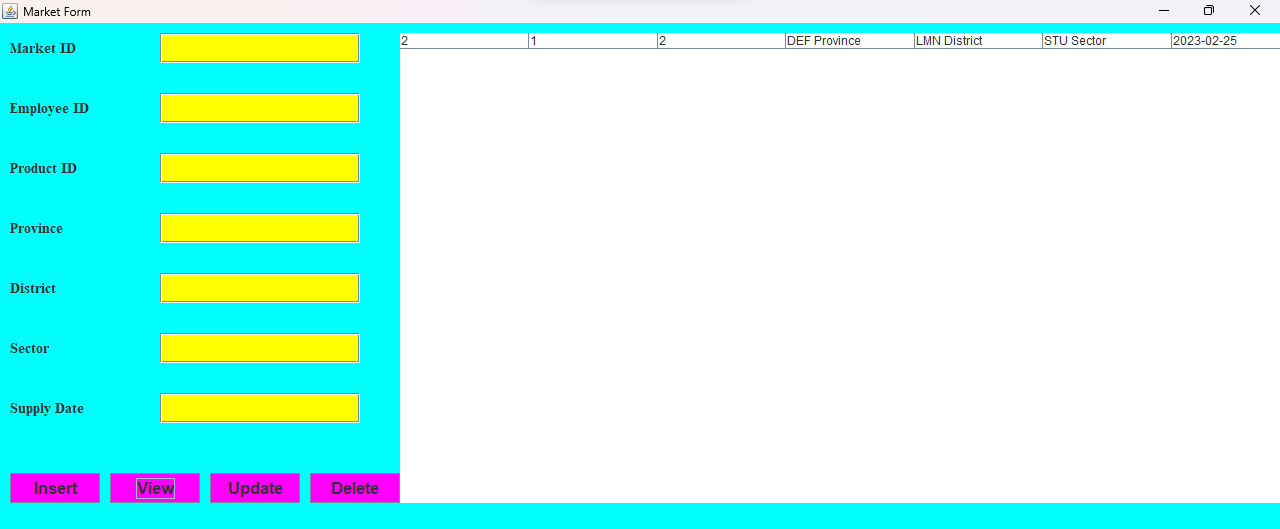 Market Form
Market ID
2 1 2 DEF Province LMN District STU Sector 2023-02-25
Employee ID
Product ID
Province
District
Sector
Supply Date
Insert View Update Delete